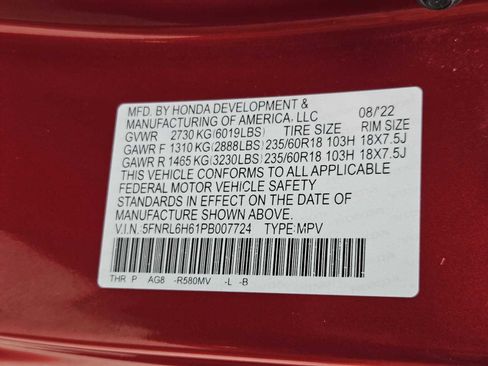 MFD. BY HONDA DEVELOPMENT &
MANUFACTURING OF AMERICA, LLC 08/'22
GVWR 2730 KG (6019LBS) TIRE SIZE RIM SIZE
GAWR F 1310 KG (2888LBS) 235/60R18 103H 18X7.5J
GAWR R 1465 KG (3230LBS) 235/60R18 103H 18X7.5J
THIS VEHICLE CONFORMS TO ALL APPLICABLE
FEDERAL MOTOR VEHICLE SAFETY
STANDARDS IN EFFECT ON THE DATE OF
MANUFACTURE SHOWN ABOVE.
V.I.N. 5FNRL6H61PB007724 TYPE: MPV
THR P AG8 -R580MV -L -B